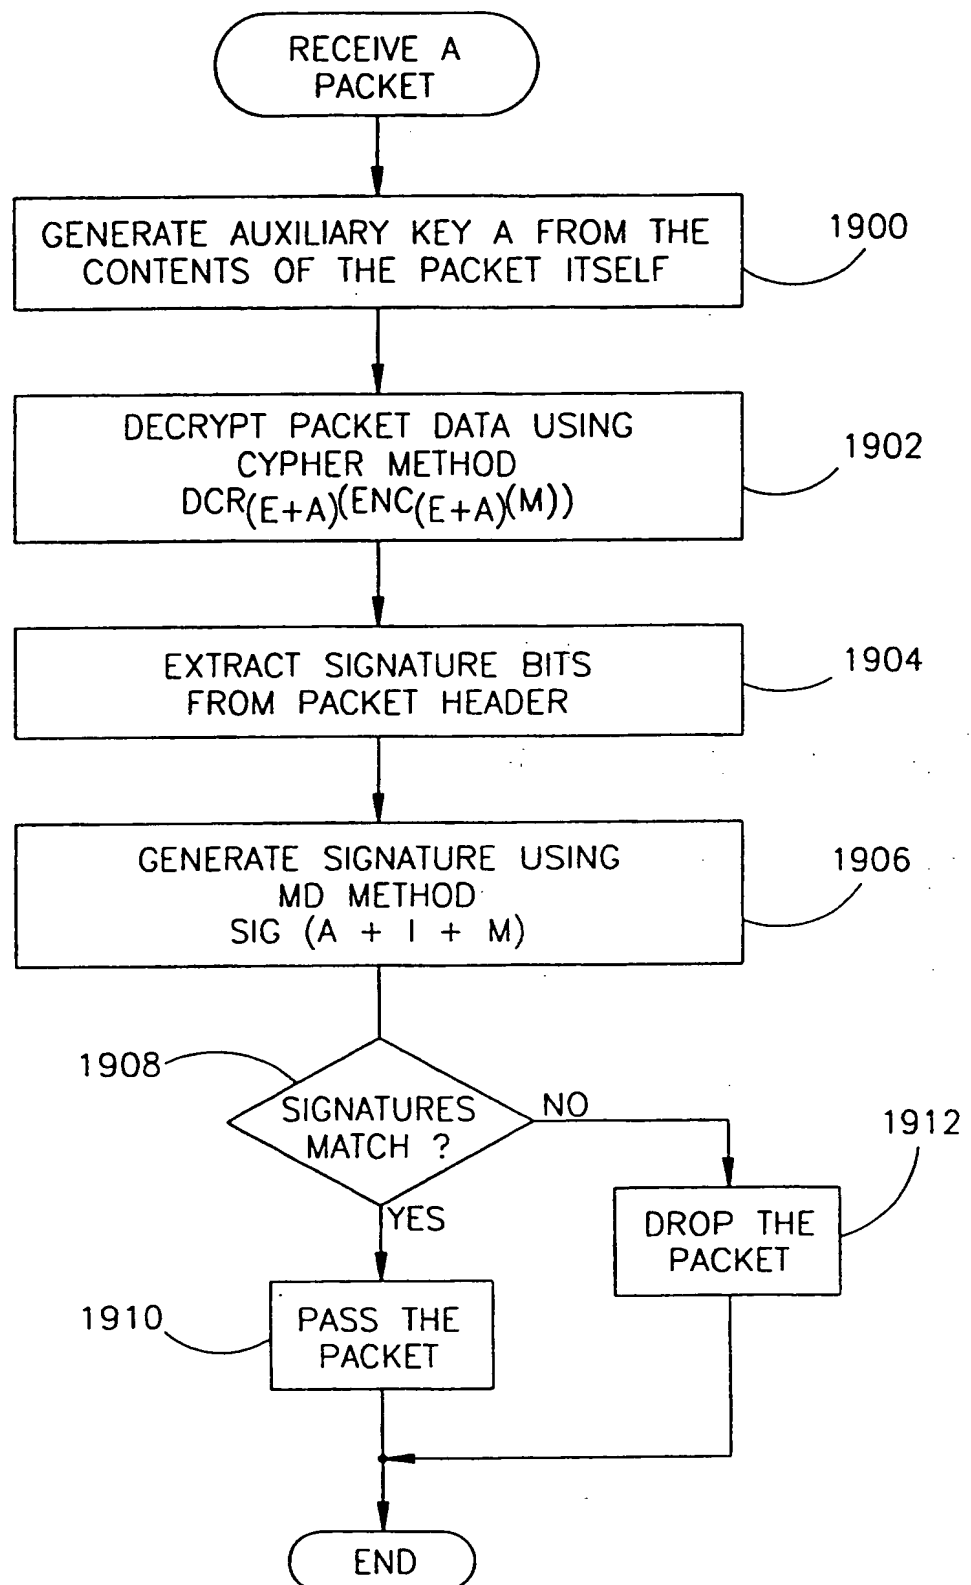 RECEIVE A
PACKET
GENERATE AUXILIARY KEY A FROM THE
CONTENTS OF THE PACKET ITSELF
1900
DECRYPT PACKET DATA USING
CYPHER METHOD
DCR(E+A)(ENC(E+A)(M))
1902
EXTRACT SIGNATURE BITS
FROM PACKET HEADER
1904
GENERATE SIGNATURE USING
MD METHOD
SIG (A + I + M)
1906
1908
SIGNATURES
MATCH ?
NO
YES
1912
DROP THE
PACKET
1910
PASS THE
PACKET
END